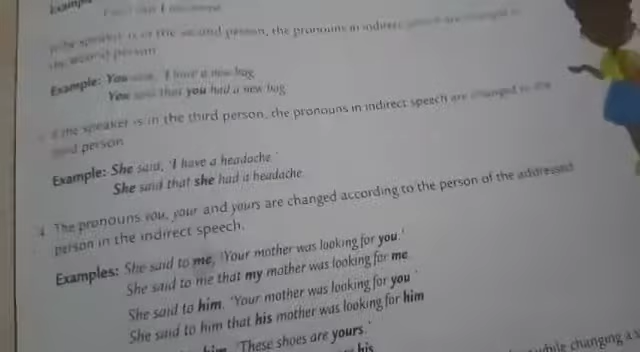 Example
the speaker is in the second person, the pronouns in indirect speech are changed to
the second person
Example: You said, 'I have a new bag
You said that you had a new bag
if the speaker is in the third person, the pronouns in indirect speech are changed to the
third person
Example: She said, 'I have a headache.'
She said that she had a headache.
4 The pronouns you, your and yours are changed according to the person of the addressed
person in the indirect speech.
Examples: She said to me, 'Your mother was looking for you.'
She said to me that my mother was looking for me
She said to him. 'Your mother was looking for you.'
She said to him that his mother was looking for him
him 'These shoes are yours.'
his
while changing a